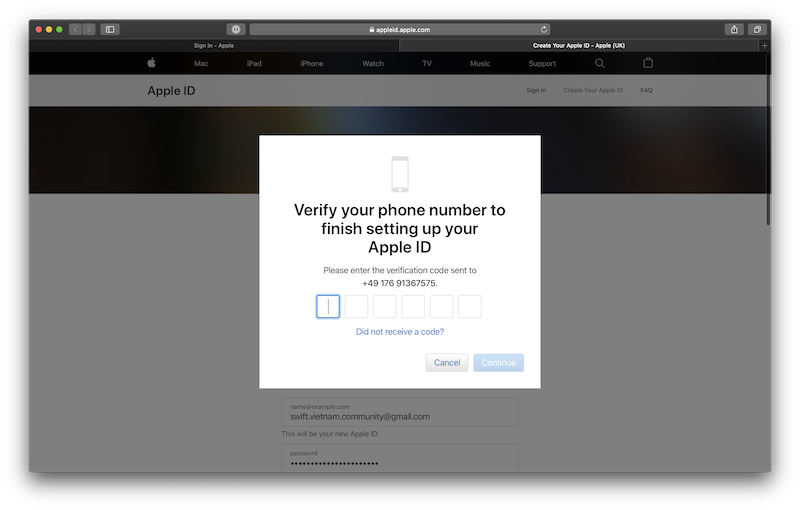 appleid.apple.com
Sign In – Apple
Create Your Apple ID – Apple (UK)
Mac iPad iPhone Watch TV Music Support
Apple ID
Sign In Create Your Apple ID FAQ
Verify your phone number to
finish setting up your
Apple ID
Please enter the verification code sent to
+49 176 91367575.
Did not receive a code?
Cancel Continue
name@example.com
swift.vietnam.community@gmail.com
This will be your new Apple ID.
password